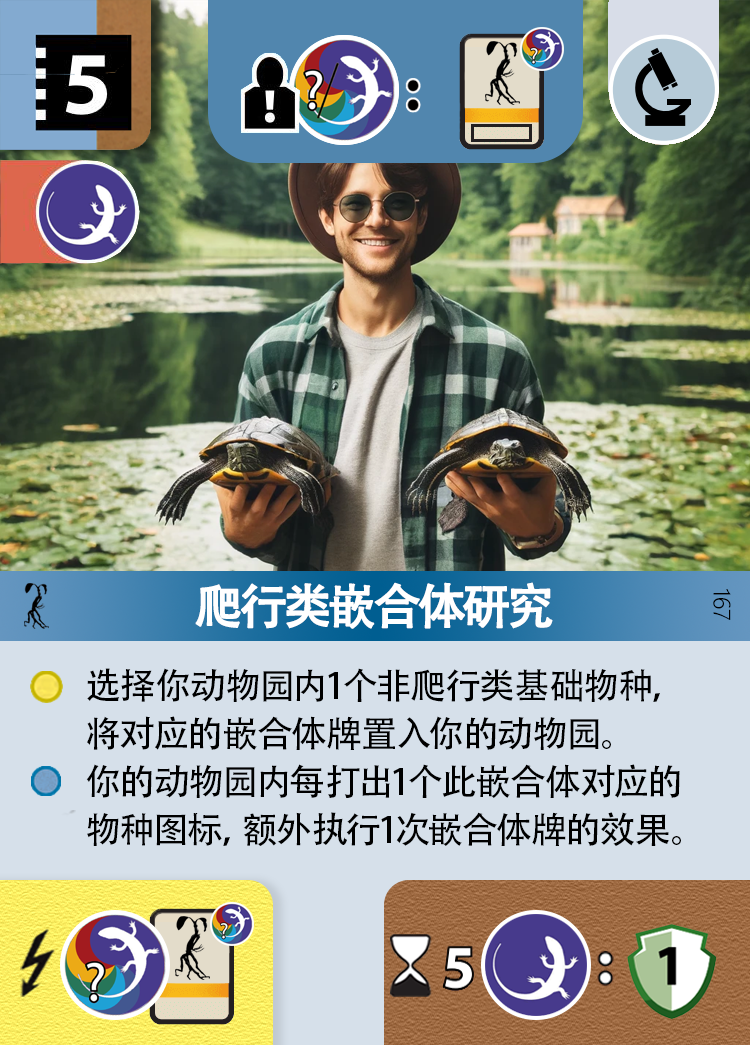 5
! ? :
?
爬行类嵌合体研究
167
选择你动物园内1个非爬行类基础物种,
将对应的嵌合体牌置入你的动物园。
你的动物园内每打出1个此嵌合体对应的
物种图标, 额外执行1次嵌合体牌的效果。
? ?
5 : 1